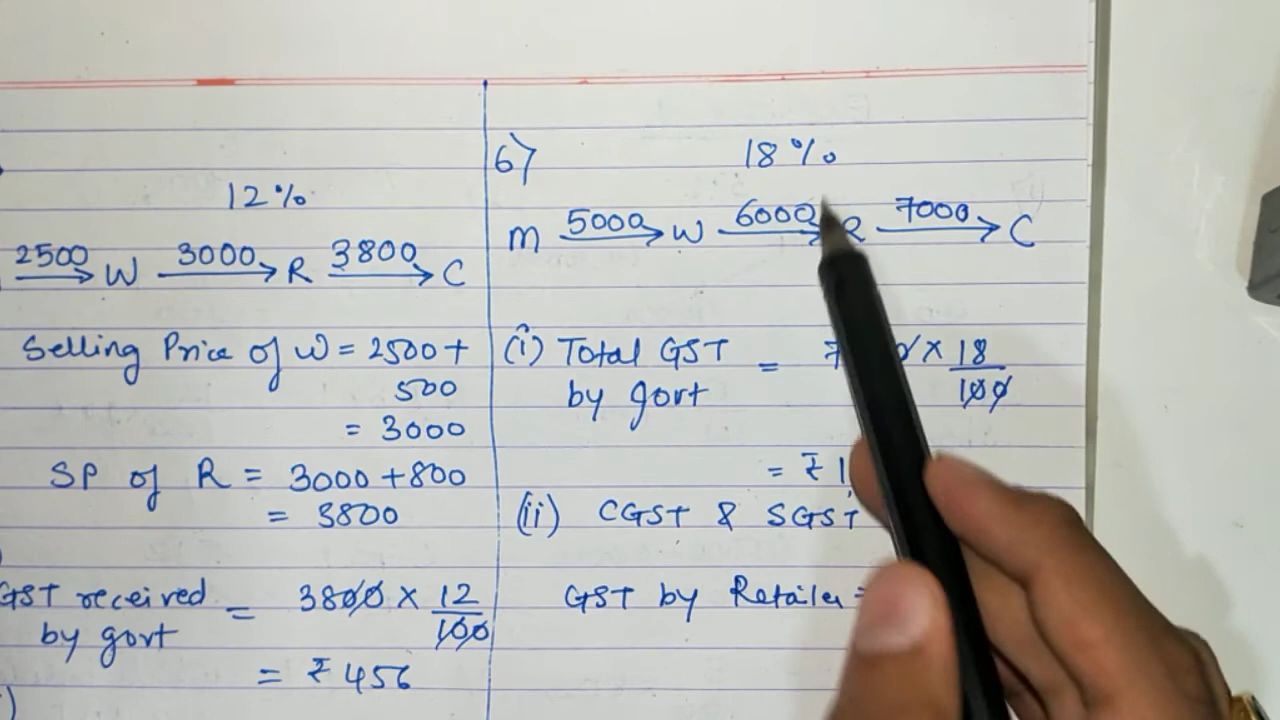 12%
2500 W 3000 R 3800 C
Selling Price of W = 2500 +
500
= 3000
SP of R = 3000 + 800
= 3800
GST received = 3800 × 12/100
by govt
= ₹ 456
6)
18%
m 5000 W 6000 R 7000 C
(i) Total GST = × 18/100
by govt
= ₹ 1
(ii) CGST & SGST
GST by Retailer =